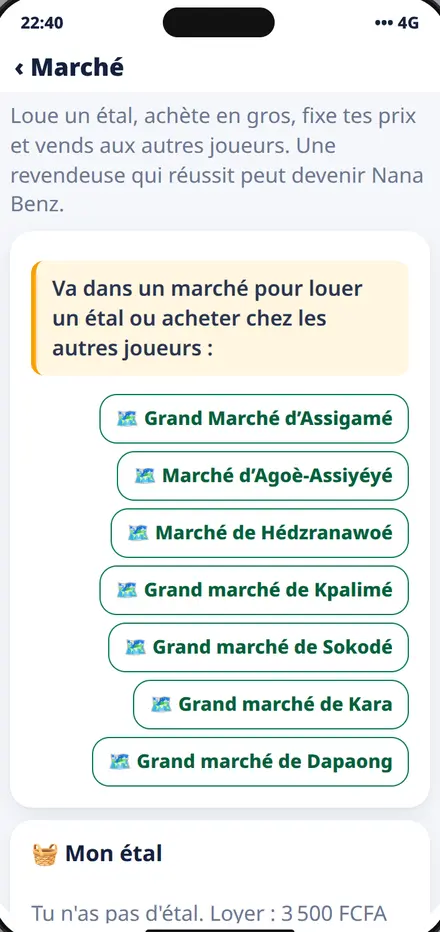 22:40
••• 4G
‹ Marché
Loue un étal, achète en gros, fixe tes prix
et vends aux autres joueurs. Une
revendeuse qui réussit peut devenir Nana
Benz.
Va dans un marché pour louer
un étal ou acheter chez les
autres joueurs :
Grand Marché d’Assigamé
Marché d’Agoè-Assiyéyé
Marché de Hédzranawoé
Grand marché de Kpalimé
Grand marché de Sokodé
Grand marché de Kara
Grand marché de Dapaong
Mon étal
Tu n'as pas d'étal. Loyer : 3 500 FCFA